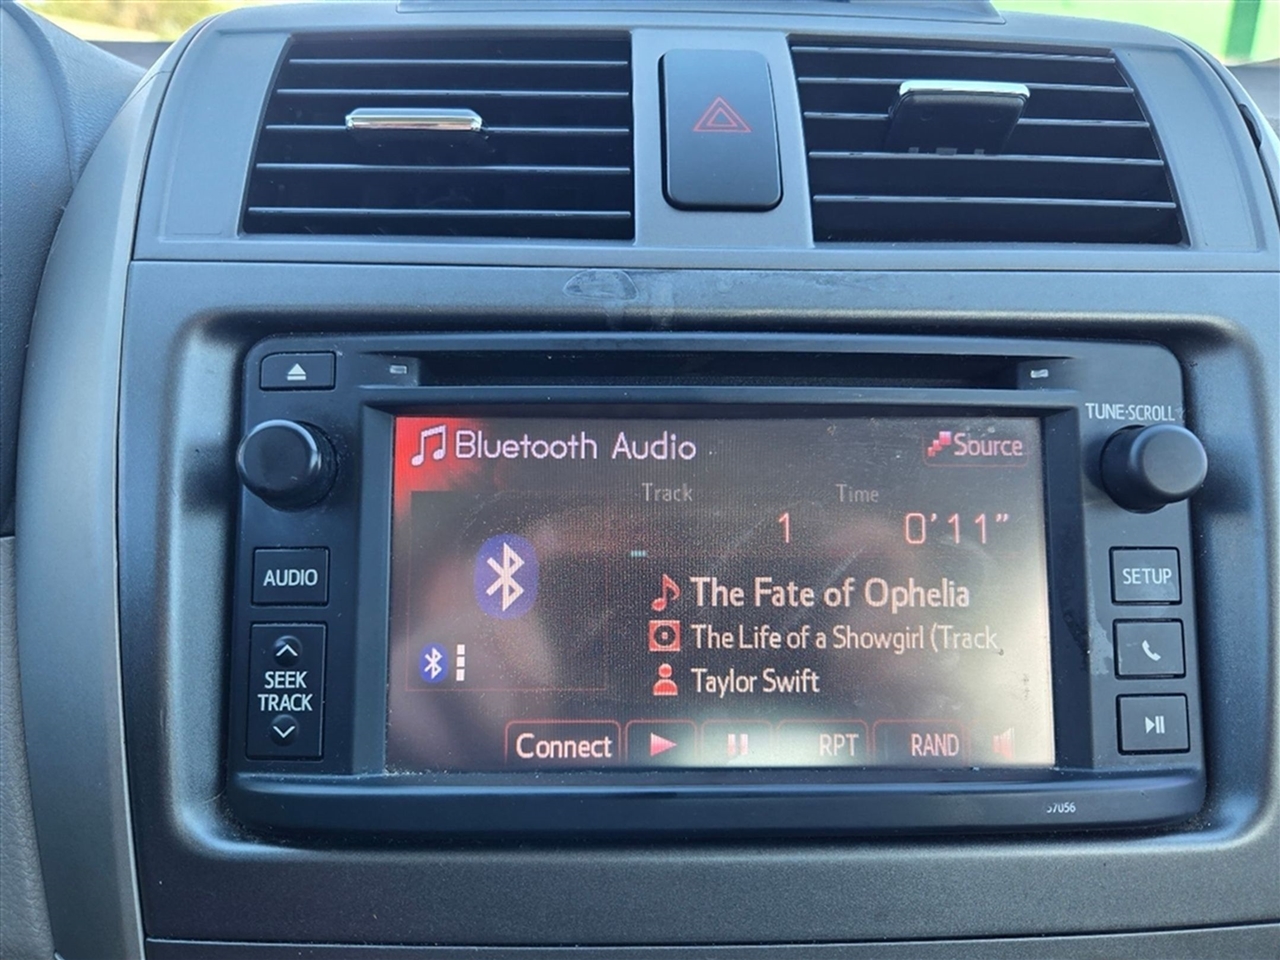 TUNE·SCROLL
Bluetooth Audio
Source
Track
Time
1
0'11"
AUDIO
SETUP
The Fate of Ophelia
The Life of a Showgirl (Track
SEEK
TRACK
Taylor Swift
Connect
RPT
RAND
57056